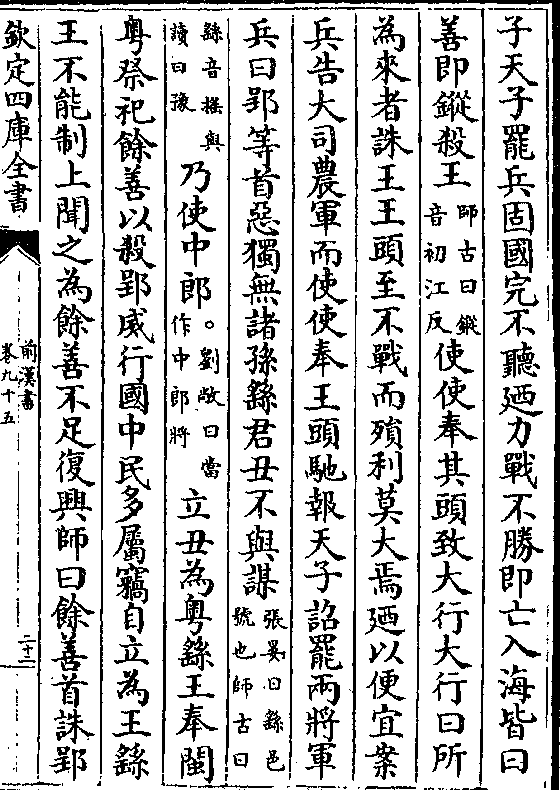 子天子罷兵固國完不聽廼力戰不勝即亡入海皆曰
善即鏦殺王師古曰鏦音初江反使使奉其頭致大行大行曰所
為來者誅王王頭至不戰而殞利莫大焉廼以便宜案
兵告大司農軍而使使奉王頭馳報天子詔罷兩將軍
兵曰郢等首惡獨無諸孫繇君丑不與謀張晏曰繇邑號也師古曰
繇音搖與讀曰豫乃使中郎。劉敞曰當作中郎將立丑為粤繇王奉閩
粤祭祀餘善以殺郢威行國中民多屬竊自立為王繇
王不能制上聞之為餘善不足復興師曰餘善首誅郢
欽定四庫全書
前漢書
卷九十五
二十二